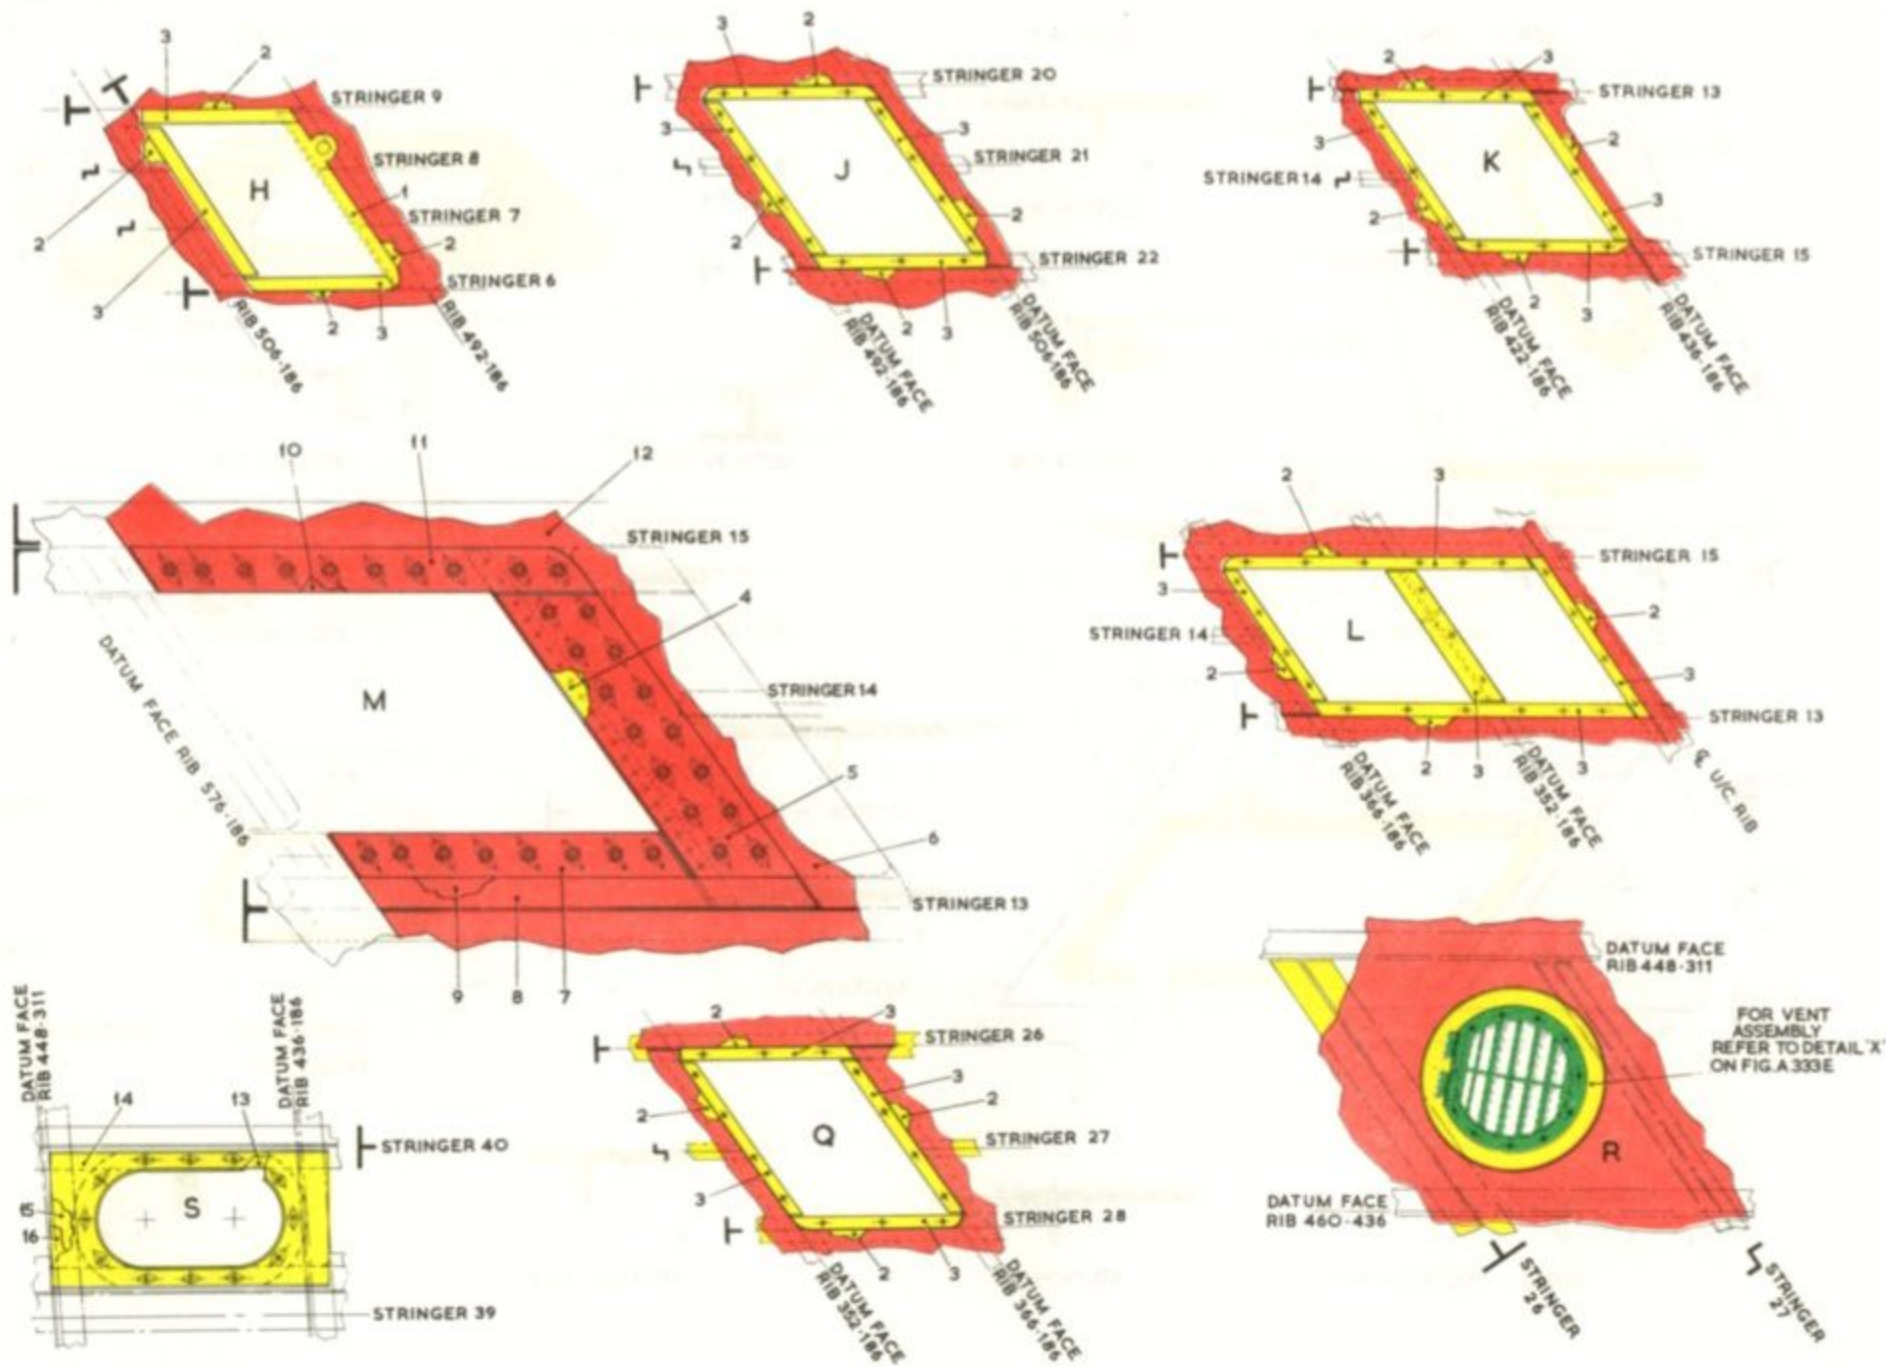 3
2
STRINGER 9
STRINGER 8
H
1
STRINGER 7
2
2
STRINGER 6
3
2
3
RIB 506·186
RIB 492·186
3
2
STRINGER 20
3
3
STRINGER 21
J
2
2
STRINGER 22
2
3
DATUM FACE
RIB 492·186
DATUM FACE
RIB 506·186
2
3
STRINGER 13
3
2
K
STRINGER 14
2
3
STRINGER 15
2
3
DATUM FACE
RIB 422·186
DATUM FACE
RIB 436·186
10
11
12
STRINGER 15
4
M
STRINGER 14
DATUM FACE RIB 576·186
5
6
STRINGER 13
9
8
7
2
3
STRINGER 15
3
2
STRINGER 14
L
2
3
STRINGER 13
2
3
3
DATUM FACE
RIB 366·186
DATUM FACE
RIB 352·186
℄ U/C RIB
DATUM FACE
RIB 448·311
DATUM FACE
RIB 436·186
14
13
STRINGER 40
S
15
16
STRINGER 39
2
3
STRINGER 26
3
2
2
Q
STRINGER 27
3
STRINGER 28
2
3
DATUM FACE
RIB 352·186
DATUM FACE
RIB 366·186
DATUM FACE
RIB 448·311
FOR VENT
ASSEMBLY
REFER TO DETAIL 'X'
ON FIG. A 333E
R
DATUM FACE
RIB 460·436
STRINGER
26
STRINGER
27